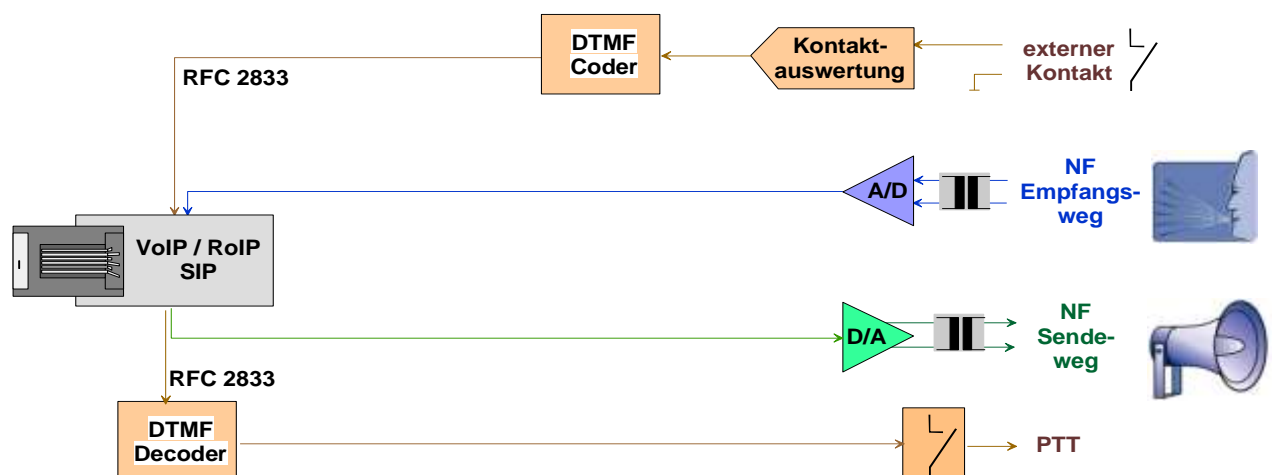 DTMF
Coder
Kontakt-
auswertung
externer
Kontakt
RFC 2833
A/D
NF
Empfangs-
weg
VoIP / RoIP
SIP
D/A
NF
Sende-
weg
RFC 2833
DTMF
Decoder
PTT